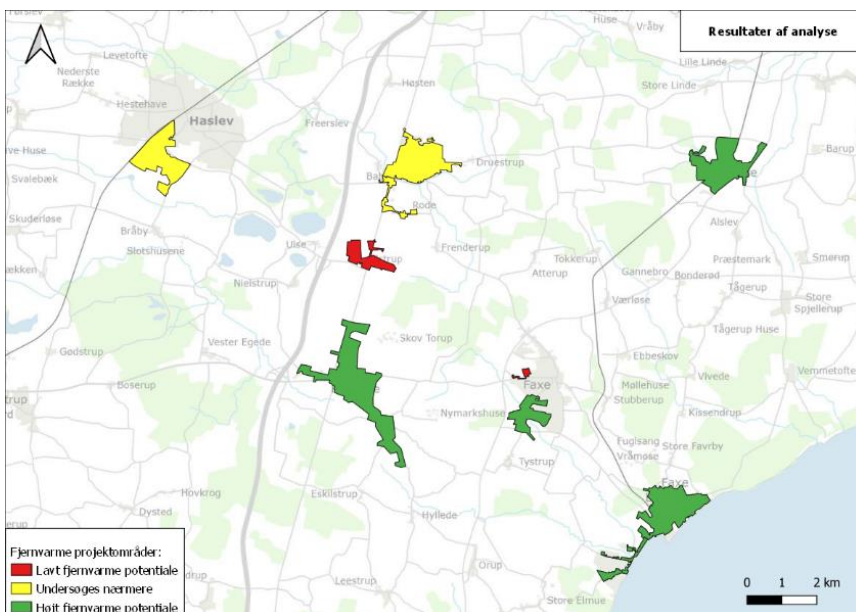 Resultater af analyse
Huse
Vråby
Lille Linde
Store Linde
Levetofte
Nederste
Række
Hestehave
Haslev
Høsten
Freerslev
Druestrup
Barup
Svalebæk
Rode
Skuderløse
Alslev
Bråby
Slotshusene
Ulse
Frenderup
Tokkerup
Atterup
Gannebro
Præstemark
Bonderød
Smerup
Nielstrup
Tågerup
Værløse
Store
Spjellerup
Skov Torup
Tågerup Huse
Gødstrup
Vester Egede
Ebbeskov
Vemmetofte
Boserup
Faxe
Møllehuse
Vivede
Stubberup
Nymarkshuse
Kissendrup
Fuglsang
Store Favrby
Vråmose
Tystrup
Hovkrog
Eskilstrup
Faxe
Dysted
Hyllede
Orup
Leestrup
Store Elmue
Fjernvarme projektområder:
Lavt fjernvarme potentiale
Undersøges nærmere
Højt fjernvarme potentiale
0 1 2 km